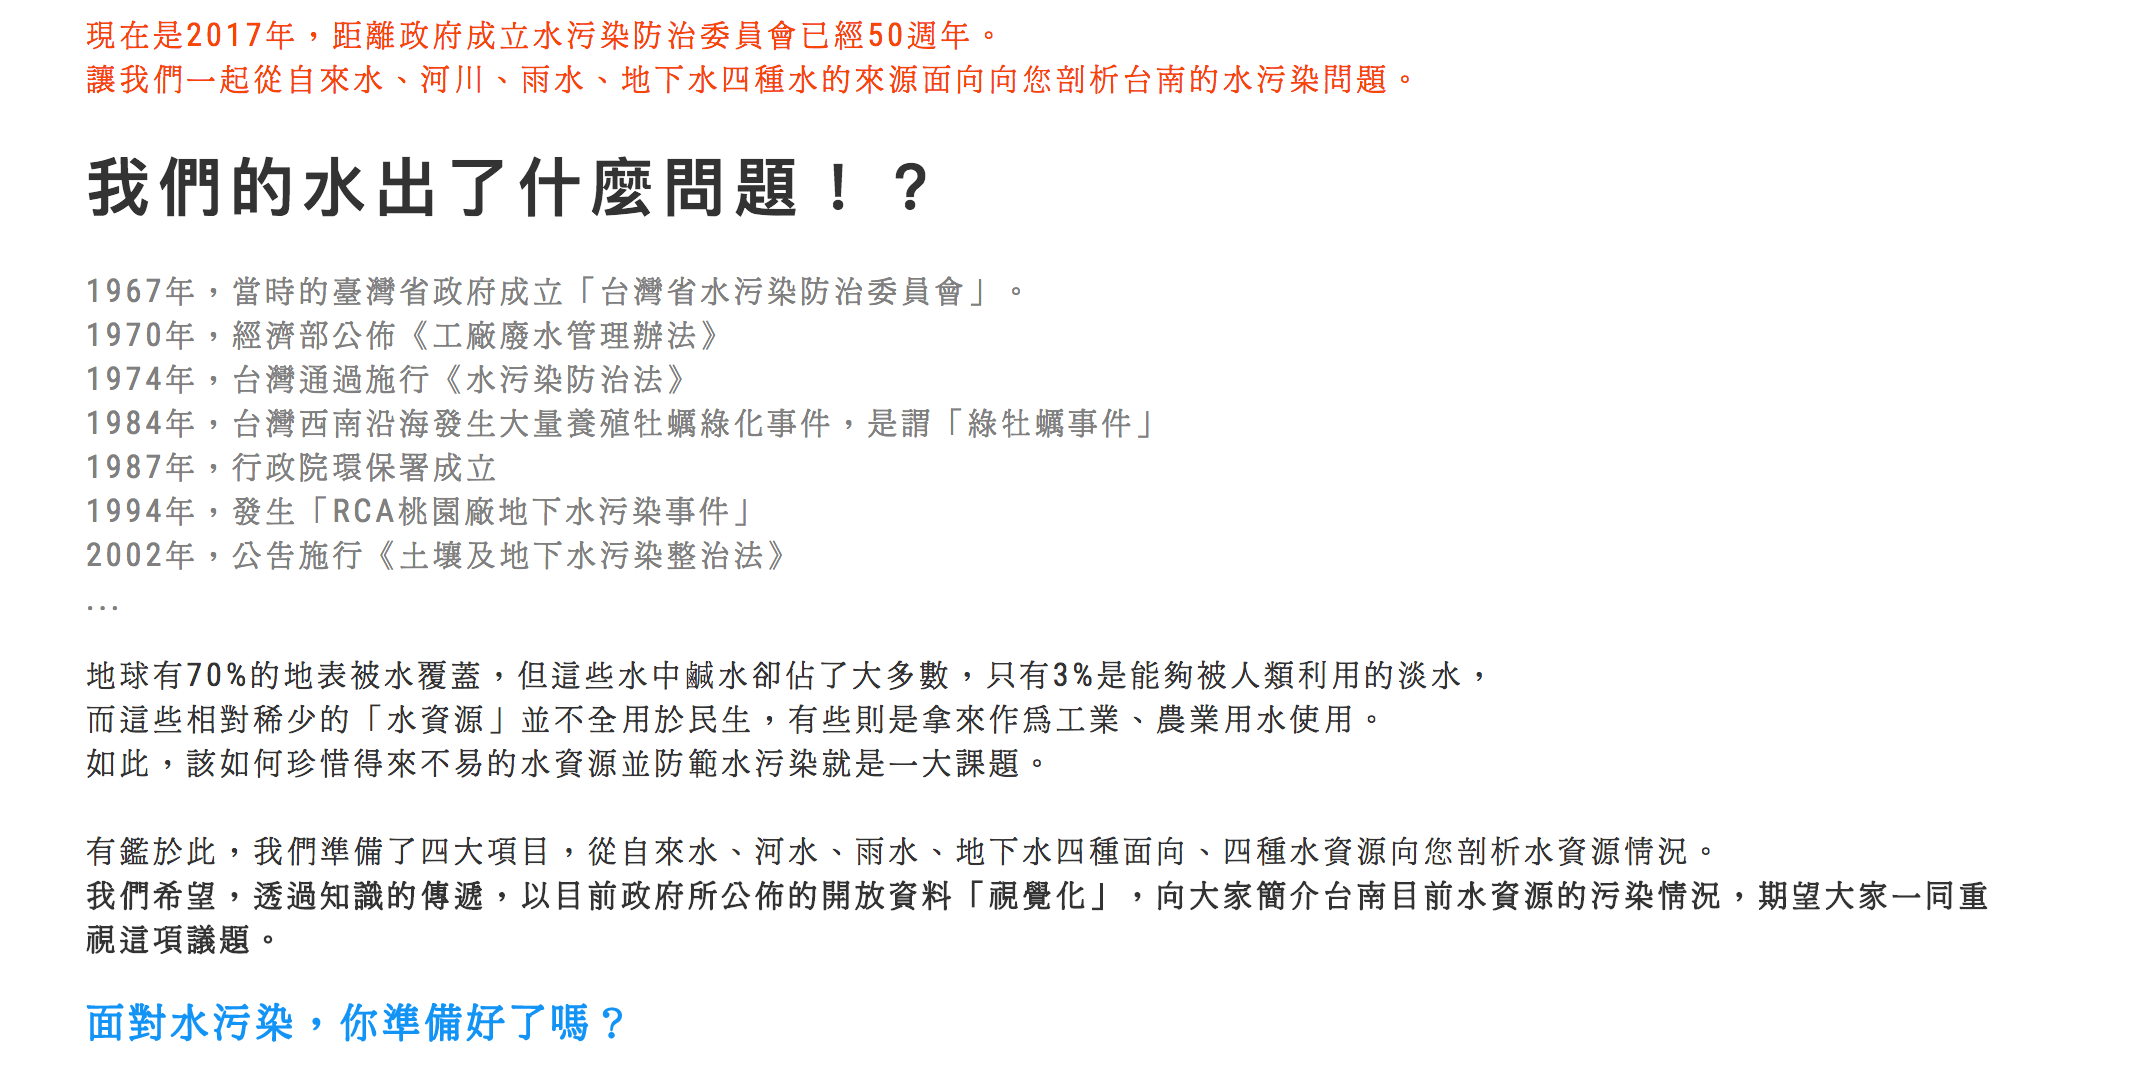 現在是2017年，距離政府成立水污染防治委員會已經50週年。
讓我們一起從自來水、河川、雨水、地下水四種水的來源面向向您剖析台南的水污染問題。
我們的水出了什麼問題！？
1967年，當時的臺灣省政府成立「台灣省水污染防治委員會」。
1970年，經濟部公佈《工廠廢水管理辦法》
1974年，台灣通過施行《水污染防治法》
1984年，台灣西南沿海發生大量養殖牡蠣綠化事件，是謂「綠牡蠣事件」
1987年，行政院環保署成立
1994年，發生「RCA桃園廠地下水污染事件」
2002年，公告施行《土壤及地下水污染整治法》
...
地球有70%的地表被水覆蓋，但這些水中鹹水卻佔了大多數，只有3%是能夠被人類利用的淡水，
而這些相對稀少的「水資源」並不全用於民生，有些則是拿來作為工業、農業用水使用。
如此，該如何珍惜得來不易的水資源並防範水污染就是一大課題。
有鑑於此，我們準備了四大項目，從自來水、河水、雨水、地下水四種面向、四種水資源向您剖析水資源情況。
我們希望，透過知識的傳遞，以目前政府所公佈的開放資料「視覺化」，向大家簡介台南目前水資源的污染情況，期望大家一同重
視這項議題。
面對水污染，你準備好了嗎？